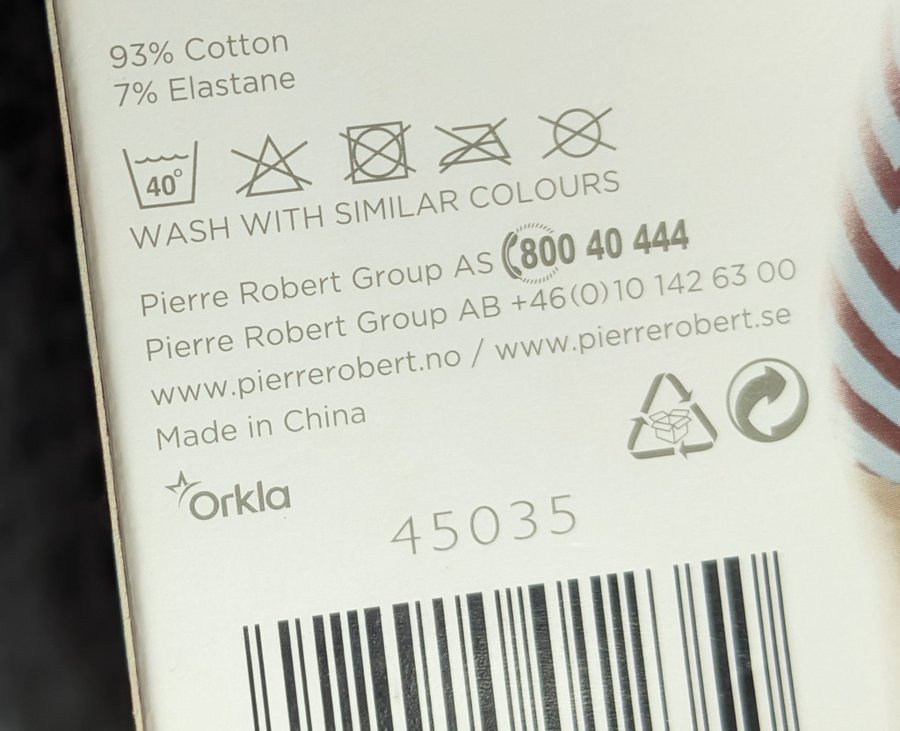 93% Cotton
7% Elastane
40°
WASH WITH SIMILAR COLOURS
Pierre Robert Group AS 800 40 444
Pierre Robert Group AB +46(0)10 142 63 00
www.pierrerobert.no / www.pierrerobert.se
Made in China
Orkla
45035